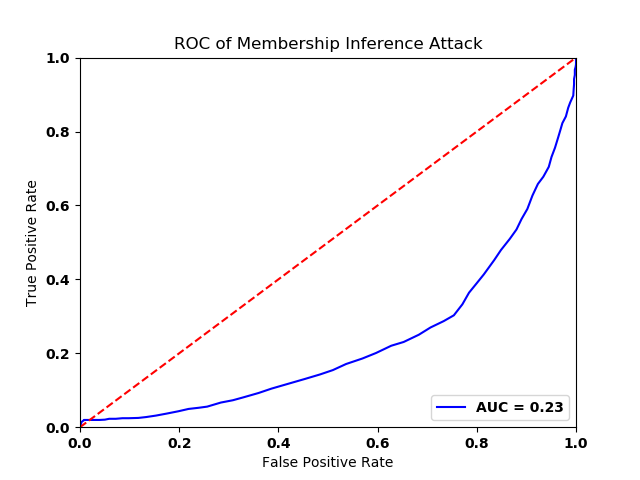 ROC of Membership Inference Attack
1.0
0.8
0.6
0.4
0.2
0.0
True Positive Rate
AUC = 0.23
0.0 0.2 0.4 0.6 0.8 1.0
False Positive Rate